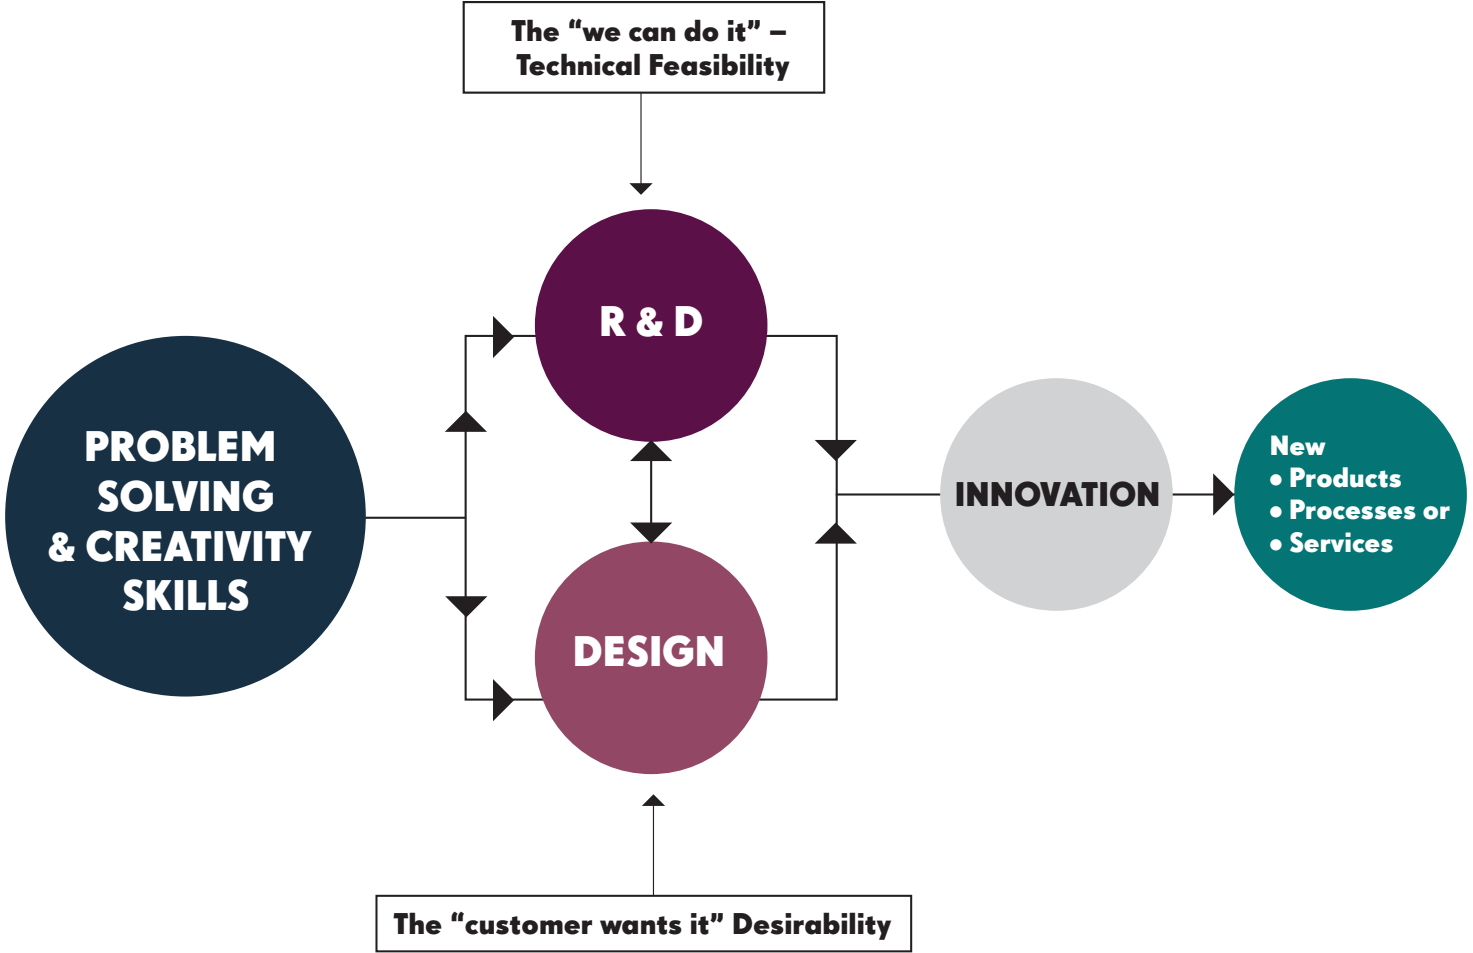 The “we can do it” –
Technical Feasibility
R & D
PROBLEM
SOLVING
& CREATIVITY
SKILLS
DESIGN
INNOVATION
New
• Products
• Processes or
• Services
The “customer wants it” Desirability